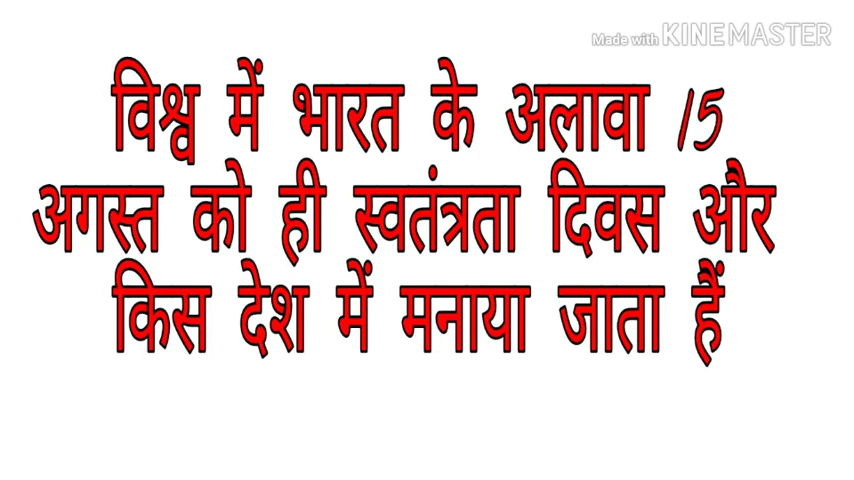 Made with KINEMASTER
विश्व में भारत के अलावा 15
अगस्त को ही स्वतंत्रता दिवस और
किस देश में मनाया जाता हैं